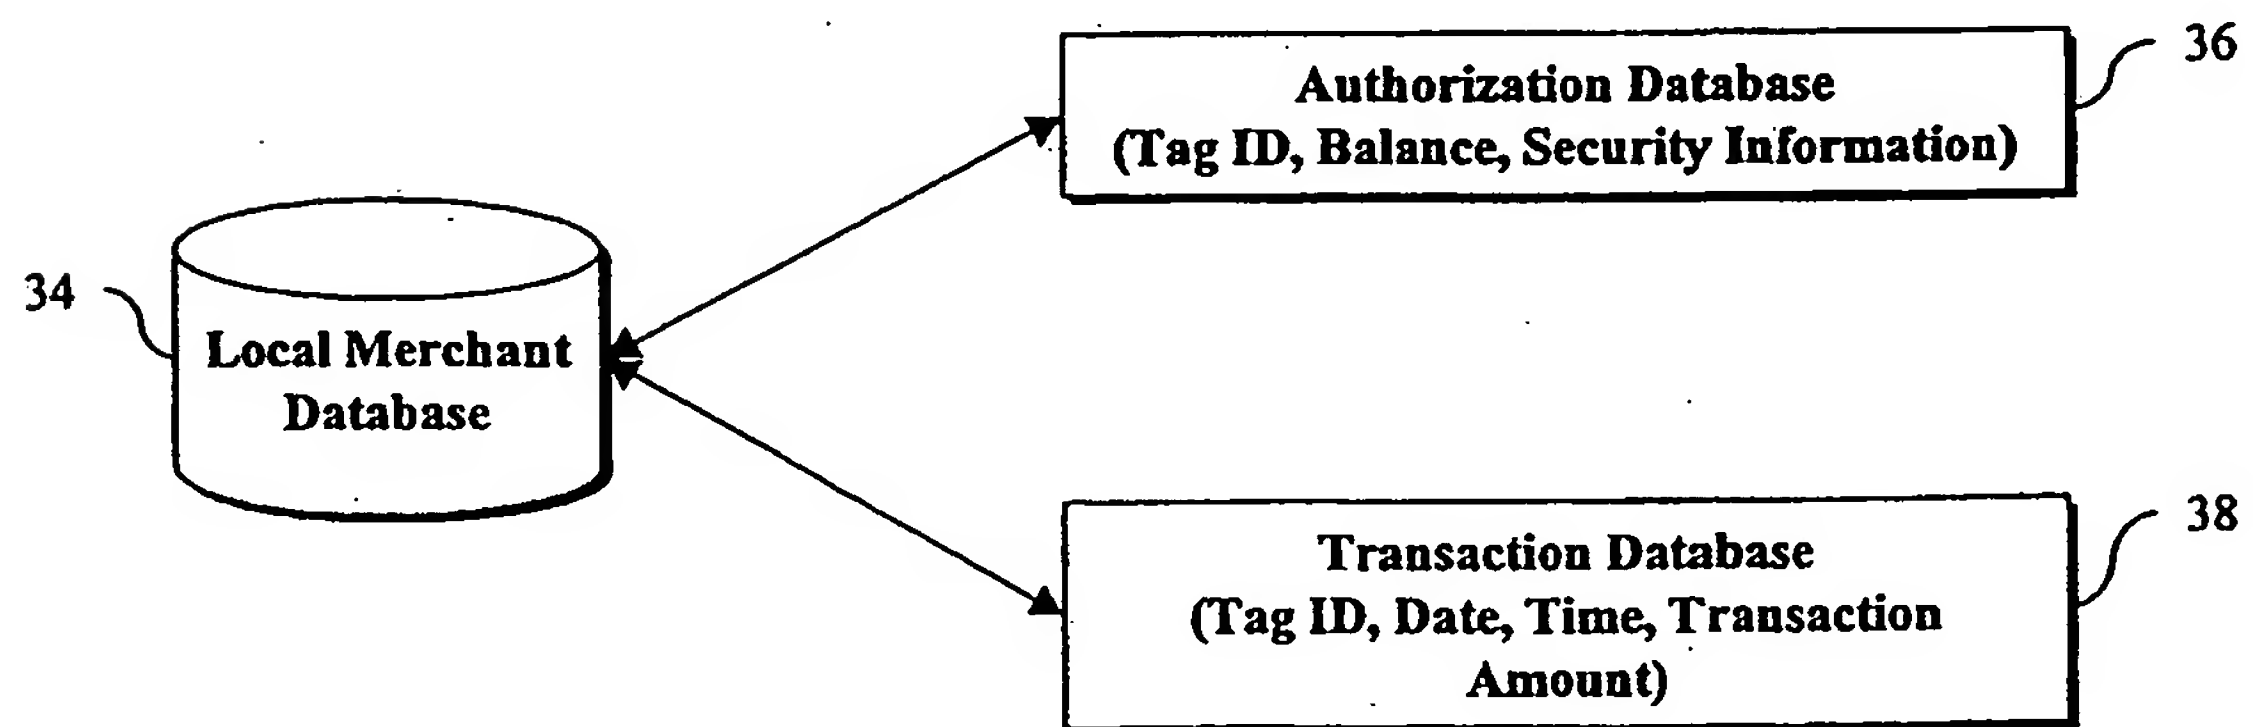 36
Authorization Database
(Tag ID, Balance, Security Information)
34
Local Merchant
Database
38
Transaction Database
(Tag ID, Date, Time, Transaction
Amount)